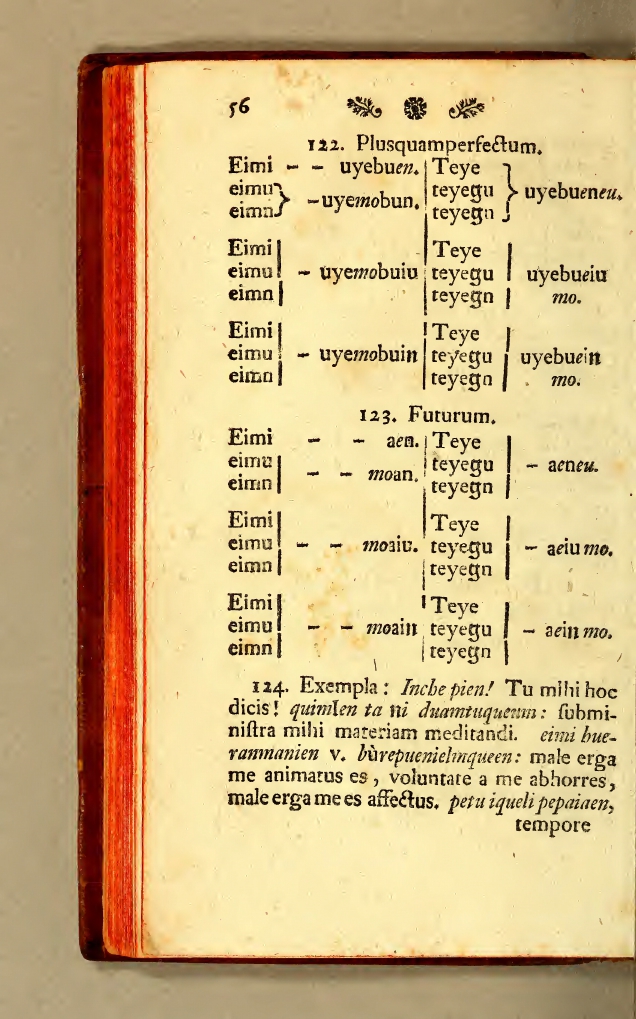 56
122. Plusquamperfectum.
Eimi - - uyebuen. | Teye
eimu } -uyemobun. | teyegu } uyebueneu.
eimn | teyegn
Eimi | | Teye |
eimu | - uyemobuiu | teyegu | uyebueiu
eimn | | teyegn | mo.
Eimi | | Teye |
eimu | - uyemobuin | teyegu | uyebuein
eimn | | teyegn | mo.
123. Futurum.
Eimi - - aen. | Teye |
eimu | - - moan. | teyegu | - aeneu.
eimn | | teyegn |
Eimi | | Teye |
eimu | - - moaiu. teyegu | - aeiu mo.
eimn | | teyegn |
Eimi | | Teye |
eimu | - - moain teyegu | - aein mo.
eimn | | teyegn |
124. Exempla: Inche pien! Tu mihi hoc
dicis! quimlen ta ni duamtuqueum: submi-
nistra mihi materiam meditandi. eimi hue-
ranmanien v. bùrepuenielmqueen: male erga
me animatus es, voluntate a me abhorres,
male erga me es affectus. petu iqueli pepaiaen,
tempore